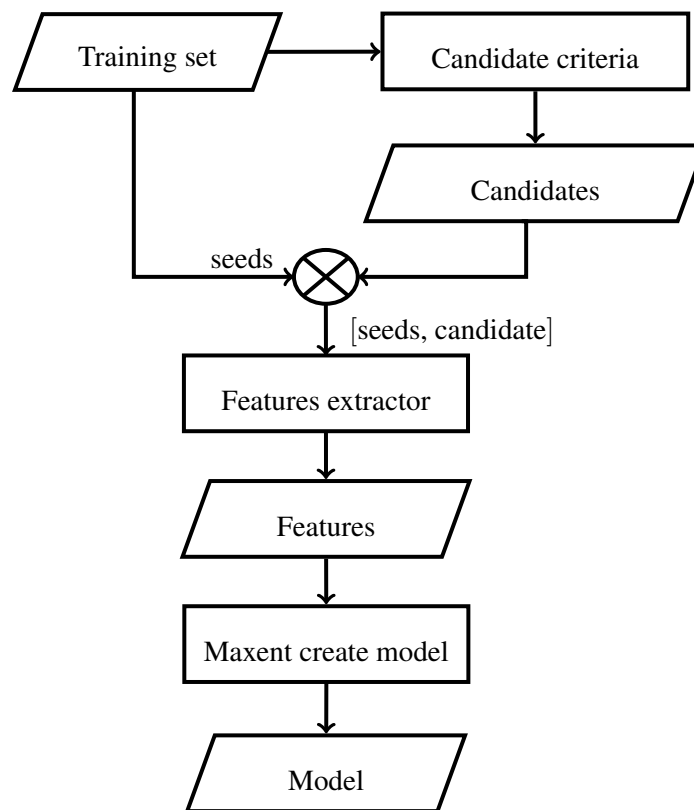 Training set
Candidate criteria
Candidates
seeds
[seeds, candidate]
Features extractor
Features
Maxent create model
Model